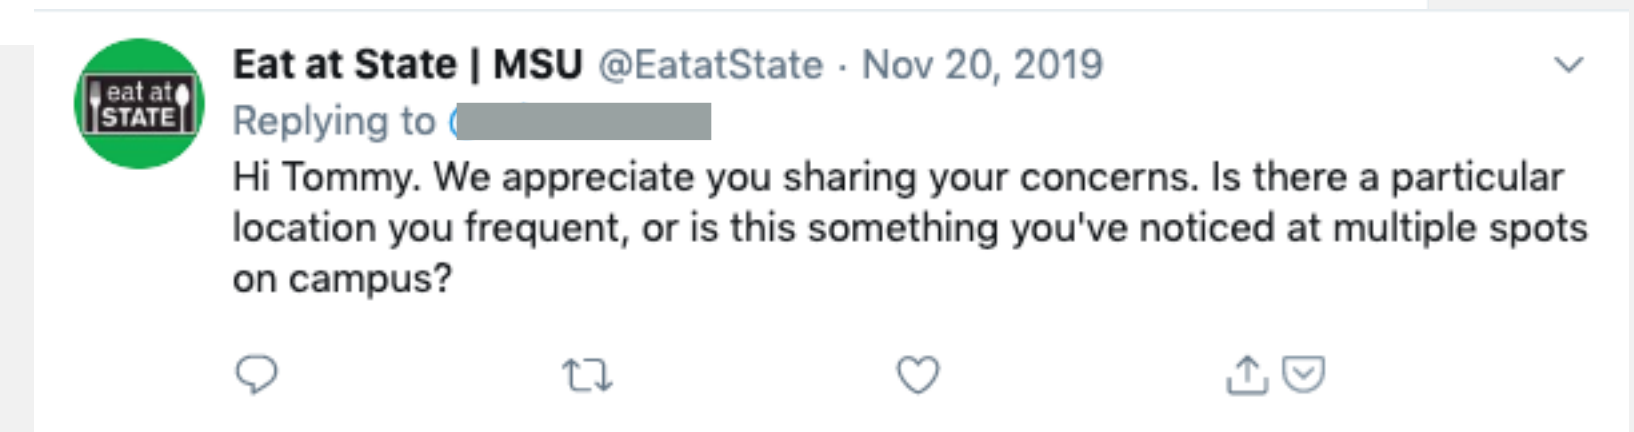 Eat at State | MSU @EatatState · Nov 20, 2019
eat at
STATE
Replying to
Hi Tommy. We appreciate you sharing your concerns. Is there a particular
location you frequent, or is this something you've noticed at multiple spots
on campus?